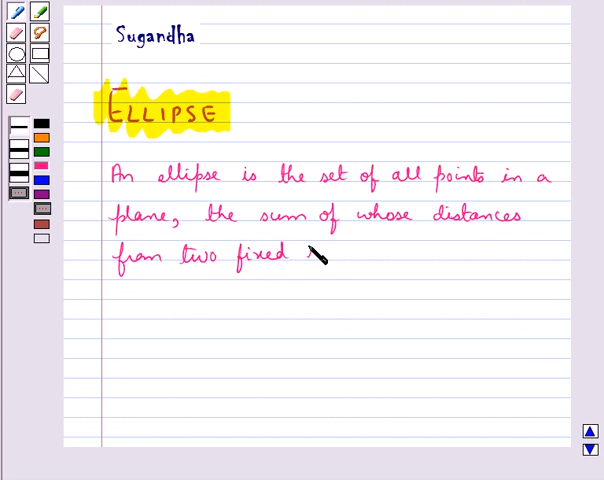 Sugandha
ELLIPSE
An ellipse is the set of all points in a
plane, the sum of whose distances
from two fixed